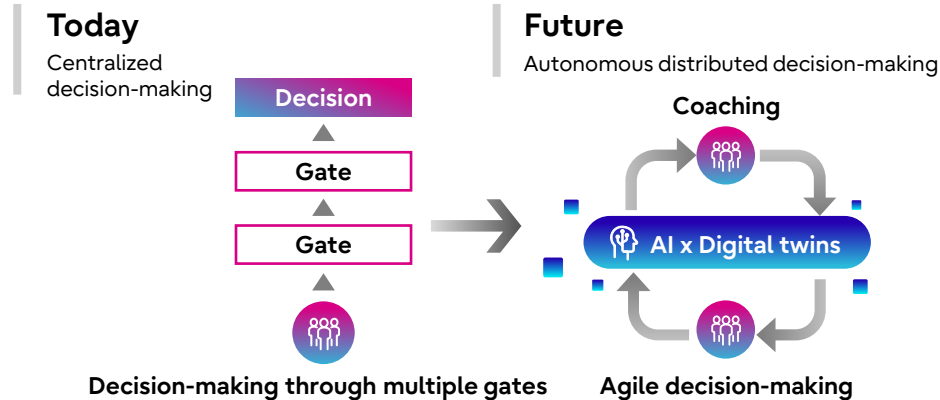 Today
Centralized
decision-making
Decision
Gate
Gate
Decision-making through multiple gates
Future
Autonomous distributed decision-making
Coaching
AI x Digital twins
Agile decision-making